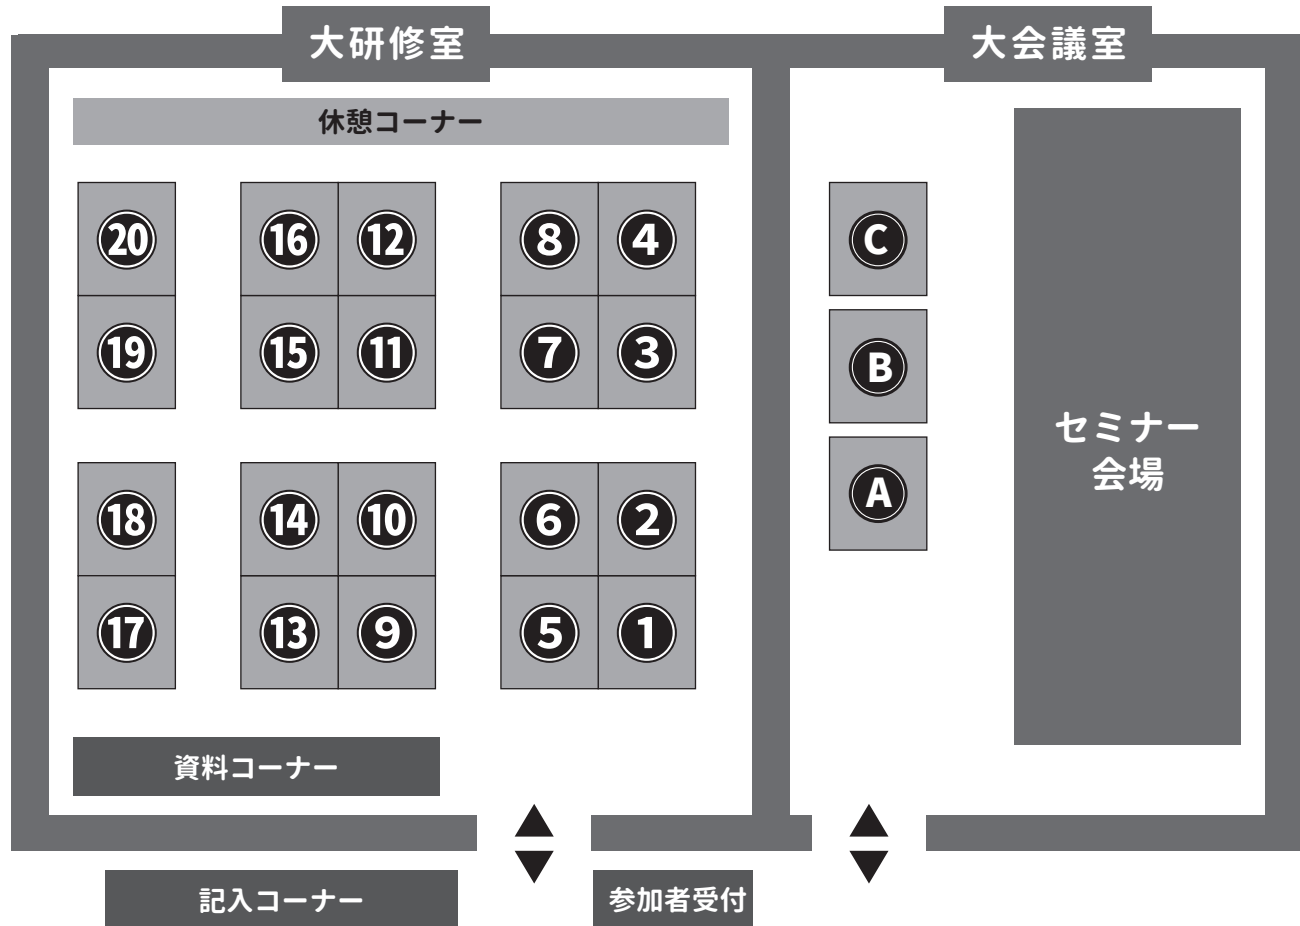 大研修室
大会議室
休憩コーナー
20 16 12 8 4 C
19 15 11 7 3 B
セミナー
会場
A
18 14 10 6 2
17 13 9 5 1
資料コーナー
記入コーナー
参加者受付